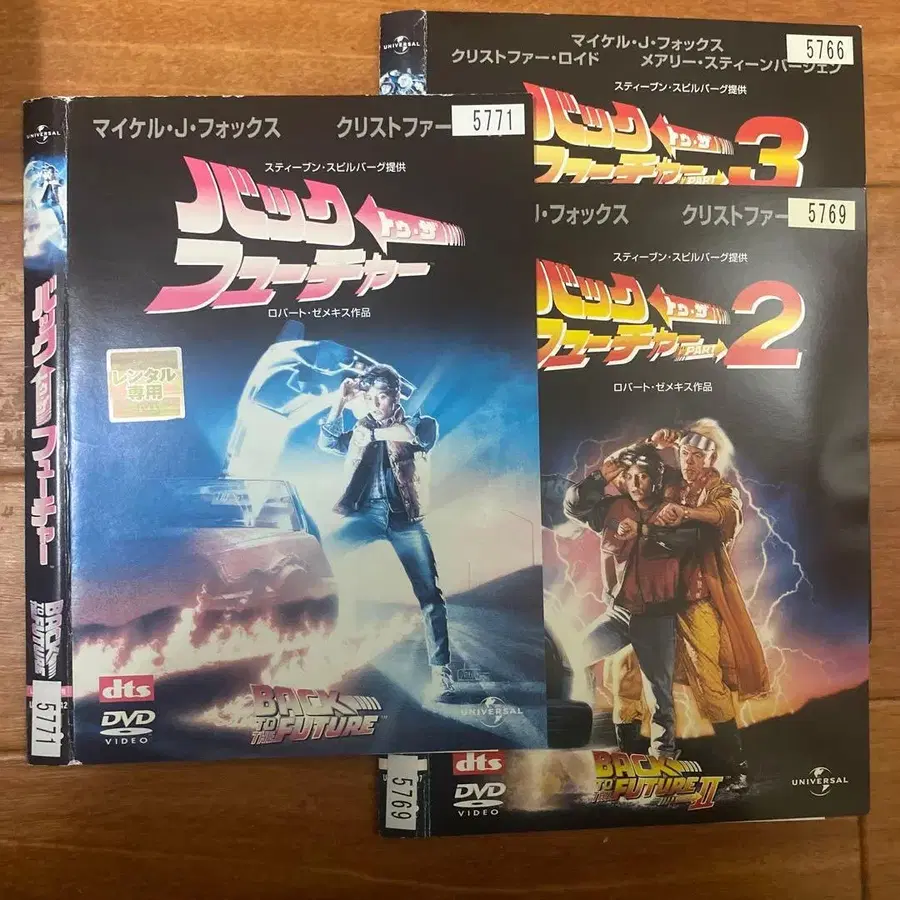 UNIVERSAL
マイケル・J・フォックス
クリストファー・ロイド メアリー・スティーンバージェン
5766
スティーブン・スピルバーグ提供
バック トゥ・ザ
フューチャー PART 3
UNIVERSAL
マイケル・J・フォックス クリストファー
5771
スティーブン・スピルバーグ提供
バック トゥ・ザ
フューチャー
ロバート・ゼメキス作品
レンタル
専用
dts
DVD
VIDEO
BACK
TO THE FUTURE
UNIVERSAL
バック トゥ・ザ フューチャー
BACK
TO THE FUTURE
5771
J・フォックス クリストファー
5769
スティーブン・スピルバーグ提供
バック トゥ・ザ
フューチャー PART 2
ロバート・ゼメキス作品
dts
DVD
VIDEO
BACK
TO THE FUTURE II
UNIVERSAL
5769